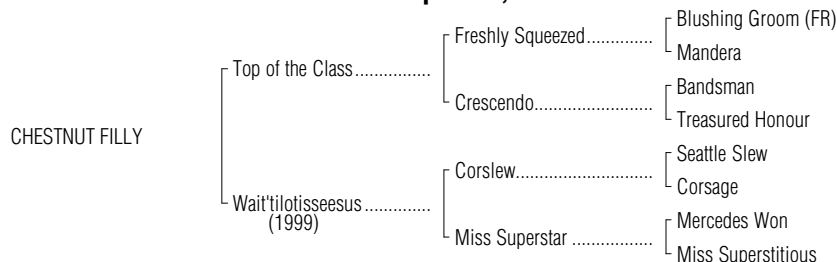 Blushing Groom (FR)
Freshly Squeezed..............
Mandera
Top of the Class................
Bandsman
Crescendo..........................
Treasured Honour
CHESTNUT FILLY
Seattle Slew
Corslew..............................
Corsage
Wait'tilotisseesus ..............
(1999)
Mercedes Won
Miss Superstar .................
Miss Superstitious